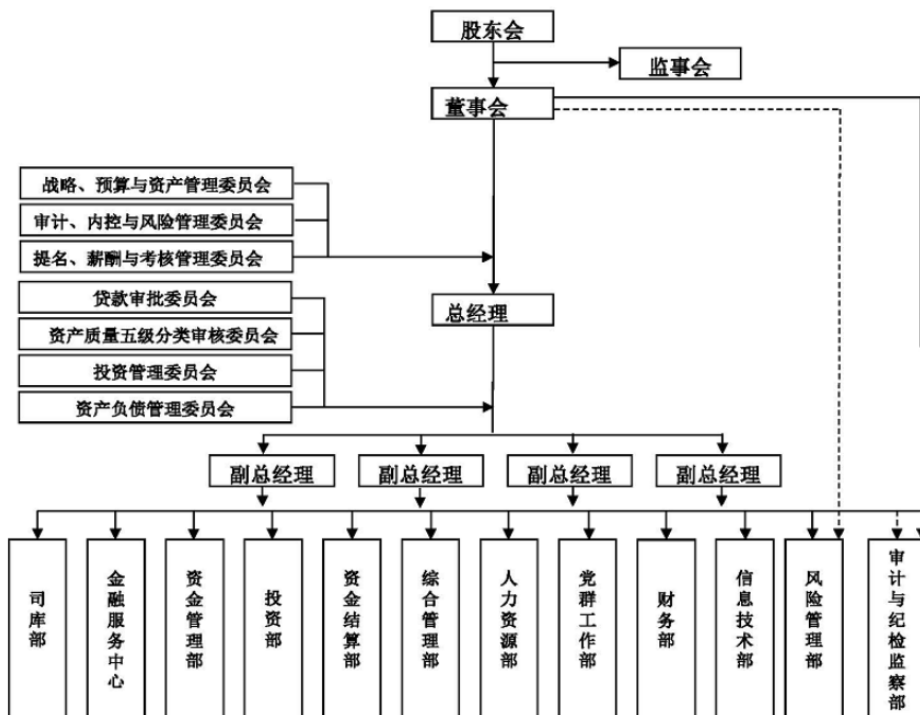 股东会
监事会
董事会
战略、预算与资产管理委员会
审计、内控与风险管理委员会
提名、薪酬与考核管理委员会
贷款审批委员会
资产质量五级分类审核委员会
投资管理委员会
资产负债管理委员会
总经理
副总经理
副总经理
副总经理
副总经理
司库部
金融服务中心
资金管理部
投资部
资金结算部
综合管理部
人力资源部
党群工作部
财务部
信息技术部
风险管理部
审计与纪检监察部